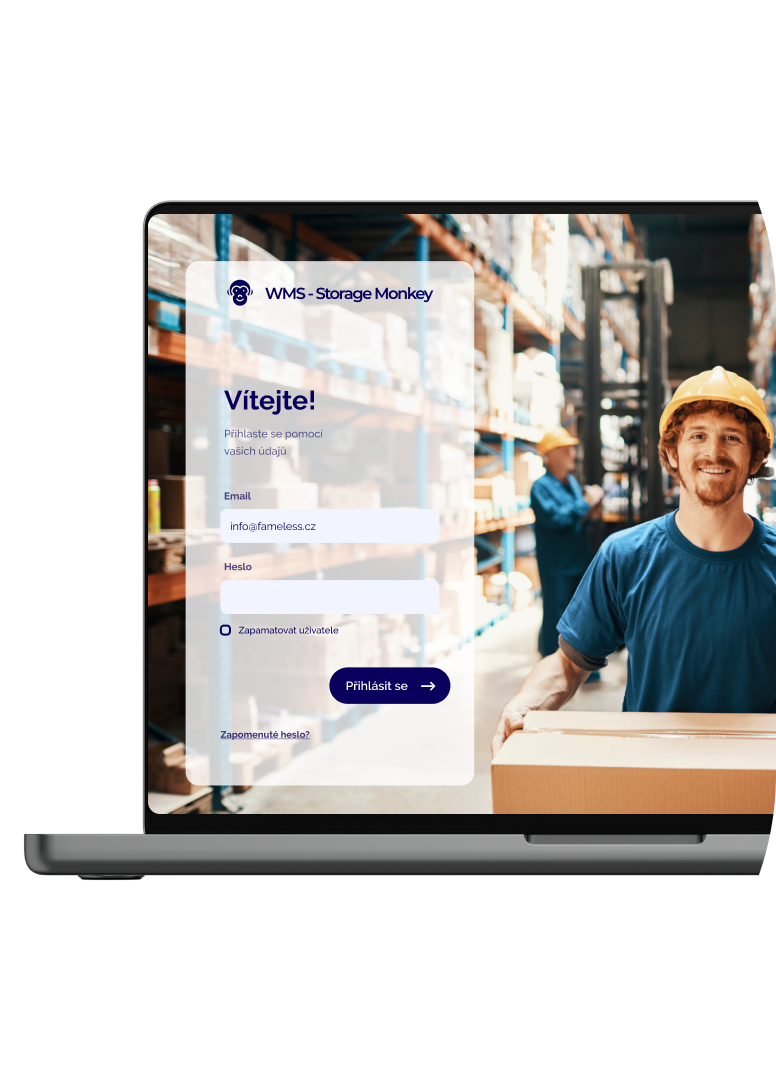 WMS - Storage Monkey
Vítejte!
Přihlaste se pomocí
vašich údajů
Email
info@fameless.cz
Heslo
Zapamatovat uživatele
Přihlásit se
Zapomenuté heslo?